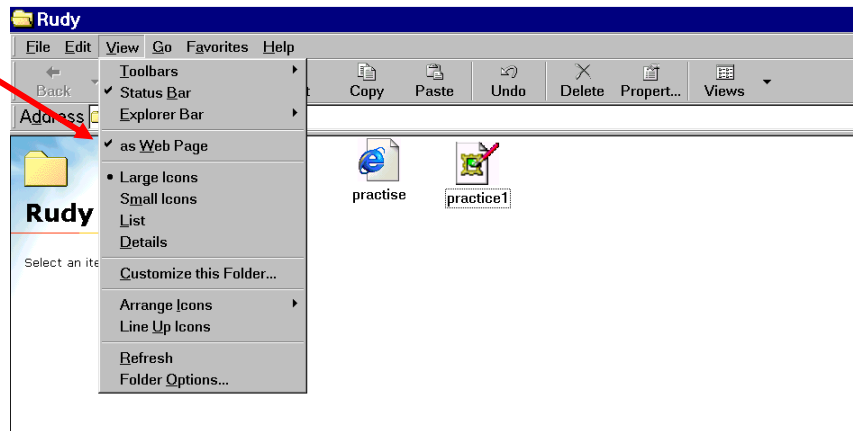 Rudy
File Edit View Go Favorites Help
Back Copy Paste Undo Delete Propert... Views
Address
Toolbars
Status Bar
Explorer Bar
as Web Page
Large Icons
Small Icons
List
Details
Customize this Folder...
Arrange Icons
Line Up Icons
Refresh
Folder Options...
Rudy
Select an ite
practise
practice1